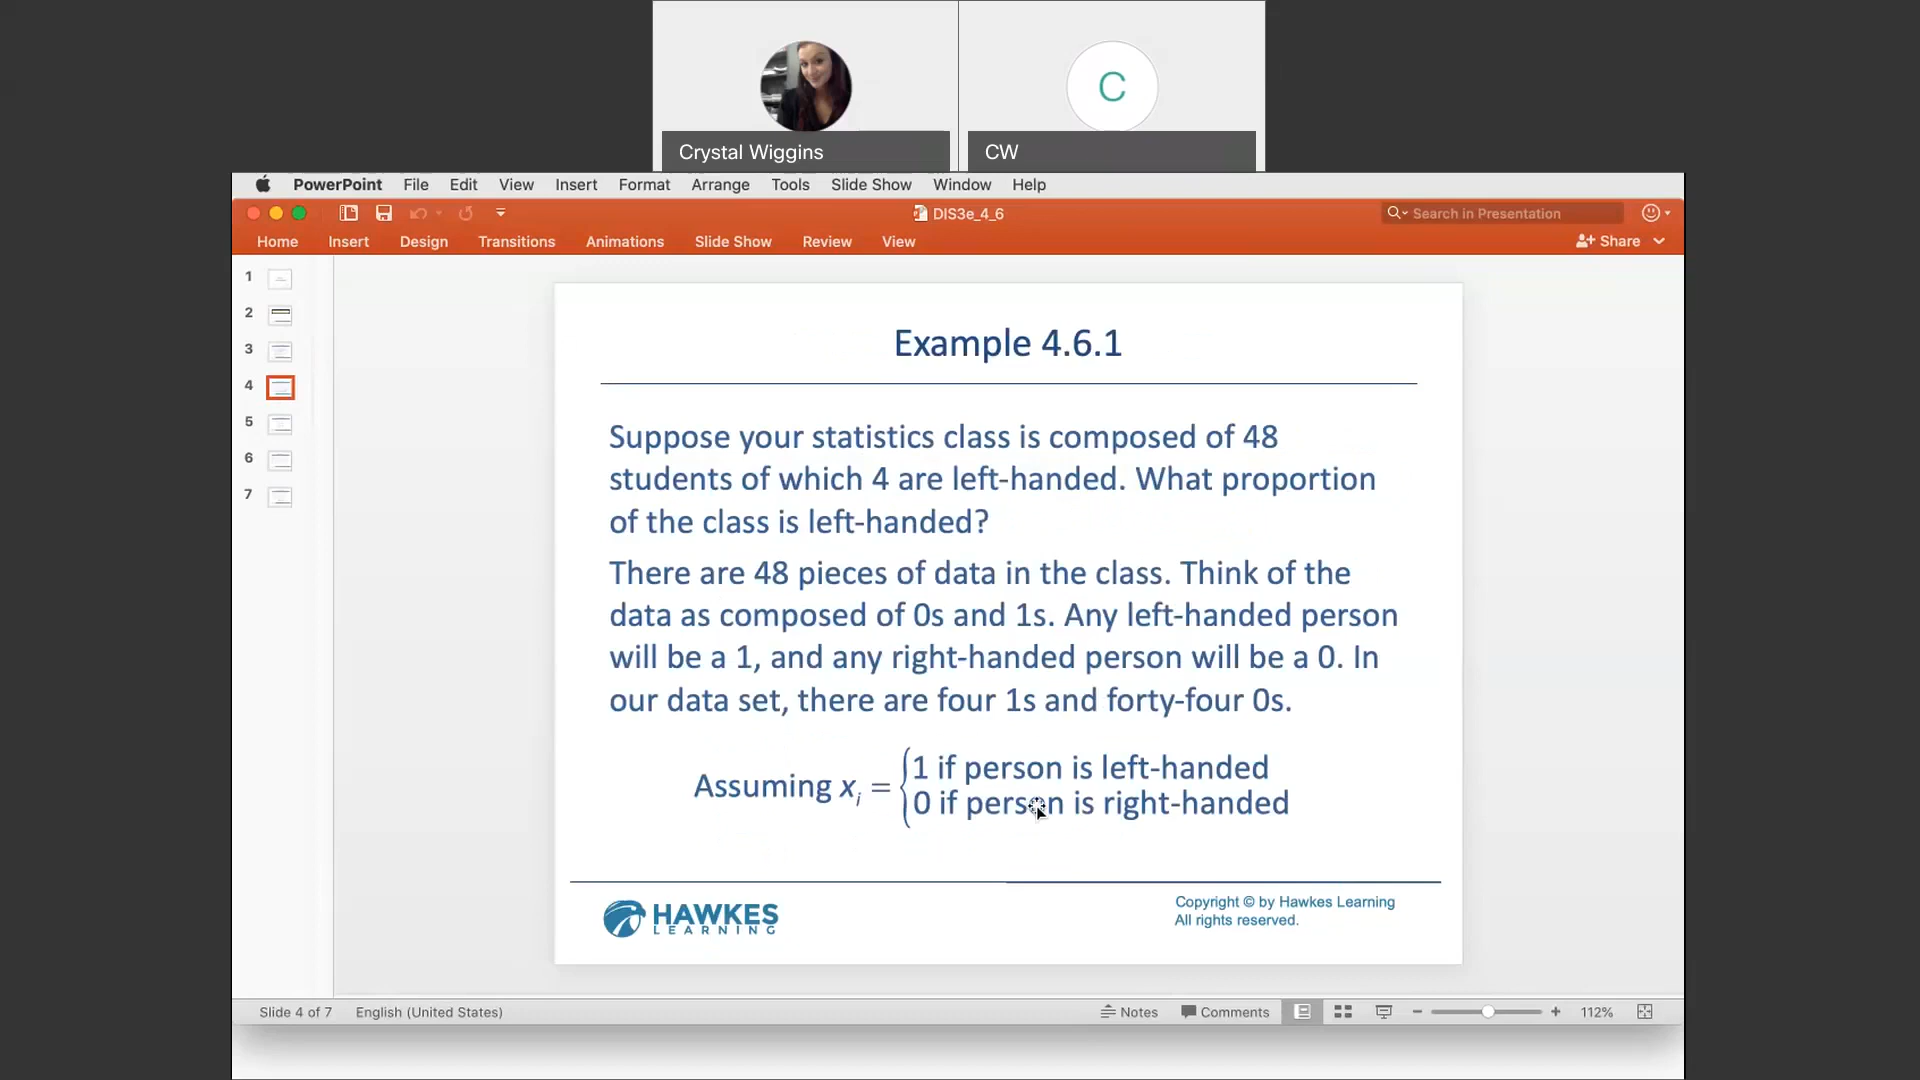 C
Crystal Wiggins
CW
PowerPoint File Edit View Insert Format Arrange Tools Slide Show Window Help
DIS3e_4_6
Search in Presentation
Home Insert Design Transitions Animations Slide Show Review View
Share
1
2
3
4
5
6
7
Example 4.6.1
Suppose your statistics class is composed of 48
students of which 4 are left-handed. What proportion
of the class is left-handed?
There are 48 pieces of data in the class. Think of the
data as composed of 0s and 1s. Any left-handed person
will be a 1, and any right-handed person will be a 0. In
our data set, there are four 1s and forty-four 0s.
1 if person is left-handed
Assuming xᵢ = {
0 if person is right-handed
HAWKES
LEARNING
Copyright © by Hawkes Learning
All rights reserved.
Slide 4 of 7 English (United States)
Notes Comments 112%